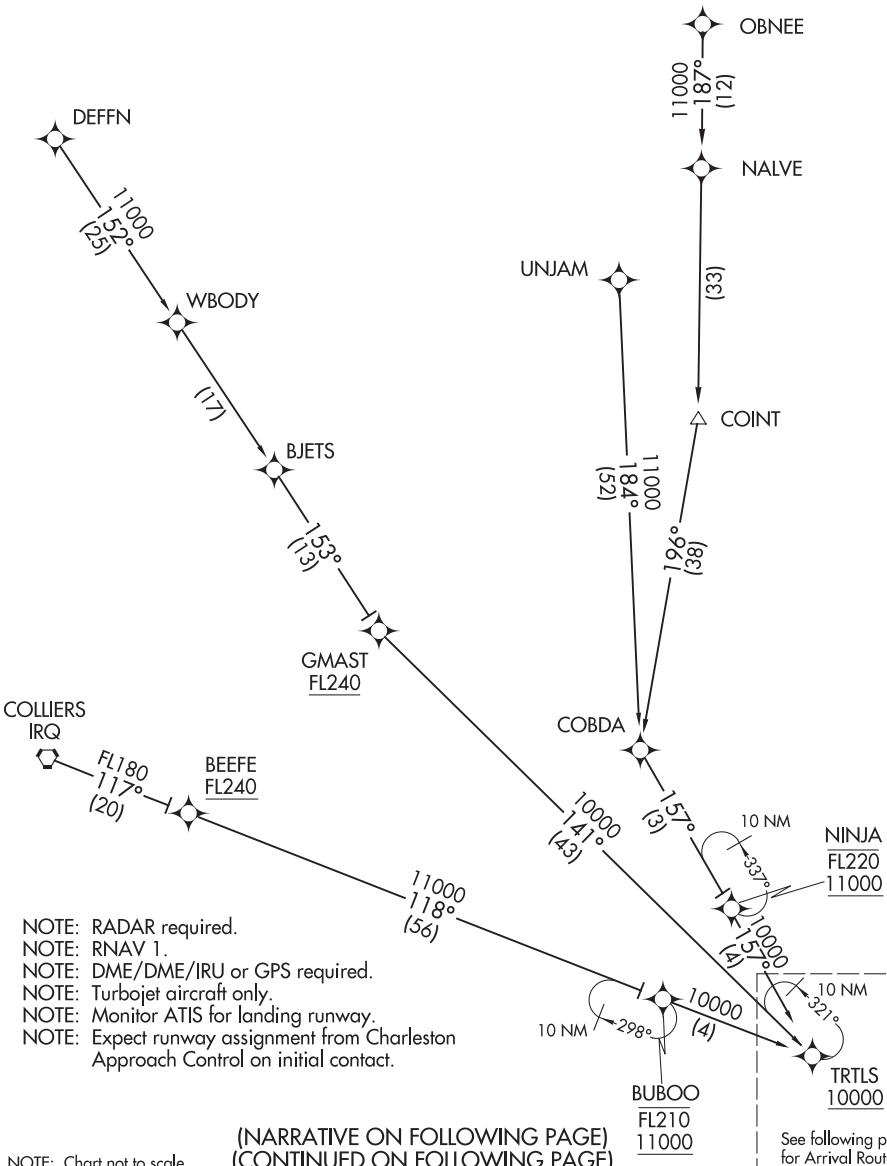 OBNEE
11000
187°
(12)
DEFFN
NALVE
11000
152°
(25)
UNJAM
WBODY
(33)
(17)
COINT
BJETS
11000
184°
(52)
153°
(13)
196°
(38)
GMAST
FL240
COLLIERS
IRQ
COBDA
FL180
117°
(20)
BEEFE
FL240
157°
(3)
10000
141°
(43)
10 NM
337°
NINJA
FL220
11000
11000
118°
(56)
10000
157°
(4)
NOTE: RADAR required.
NOTE: RNAV 1.
NOTE: DME/DME/IRU or GPS required.
NOTE: Turbojet aircraft only.
NOTE: Monitor ATIS for landing runway.
NOTE: Expect runway assignment from Charleston
Approach Control on initial contact.
10 NM
321°
10000
(4)
10 NM
298°
TRTLS
10000
BUBOO
FL210
11000
(NARRATIVE ON FOLLOWING PAGE)
(CONTINUED ON FOLLOWING PAGE)
NOTE: Chart not to scale
See following p
for Arrival Rout